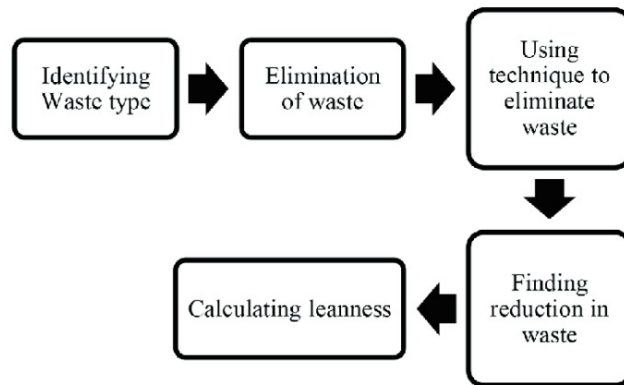 Identifying
Waste type
Elimination
of waste
Using
technique to
eliminate
waste
Finding
reduction in
waste
Calculating leanness